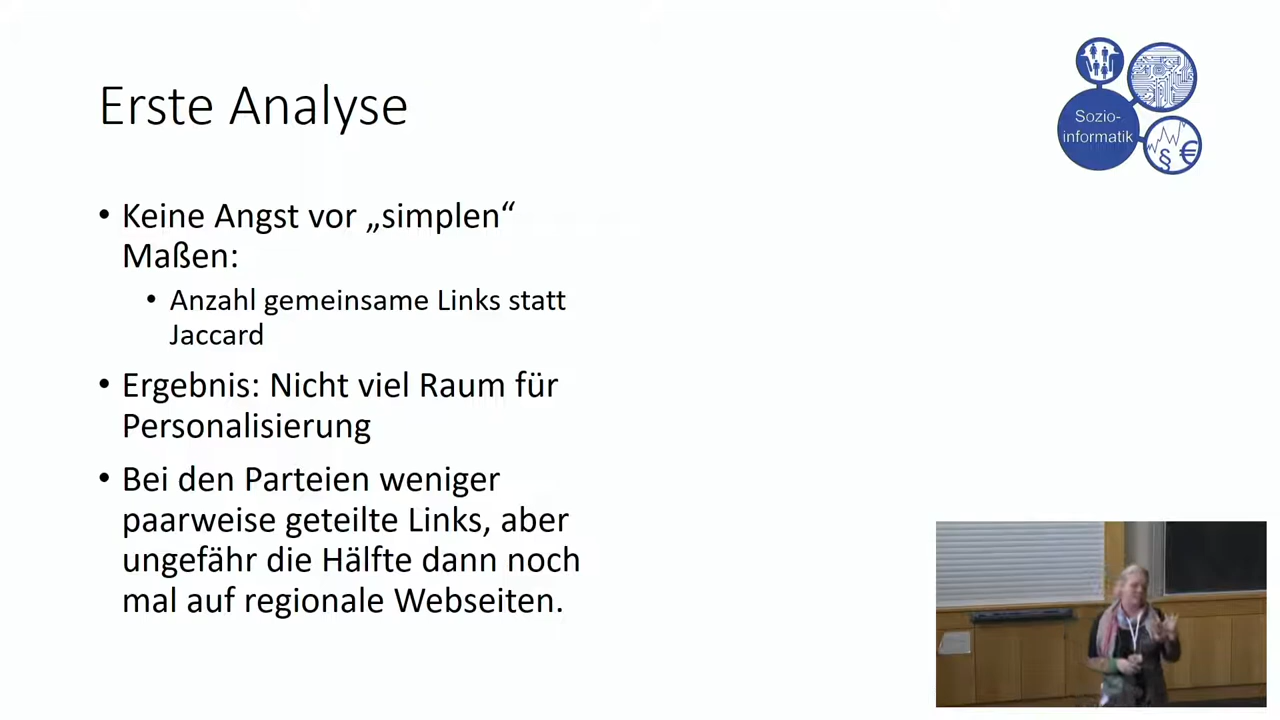 Erste Analyse
Sozio-
informatik
§
€
• Keine Angst vor „simplen“
Maßen:
• Anzahl gemeinsame Links statt
Jaccard
• Ergebnis: Nicht viel Raum für
Personalisierung
• Bei den Parteien weniger
paarweise geteilte Links, aber
ungefähr die Hälfte dann noch
mal auf regionale Webseiten.